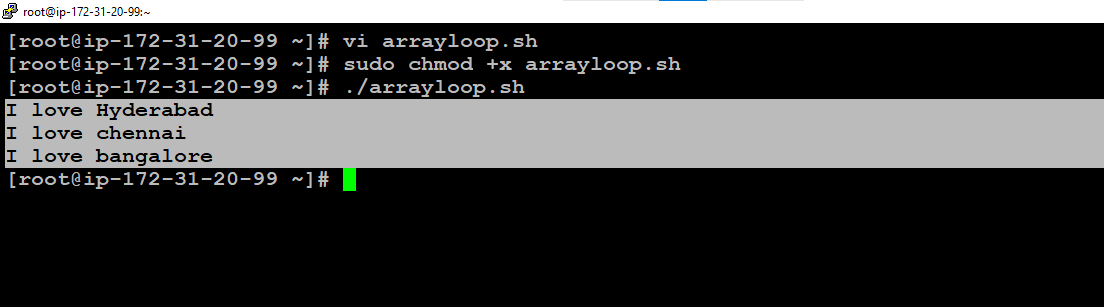 root@ip-172-31-20-99:~
[root@ip-172-31-20-99 ~]# vi arrayloop.sh
[root@ip-172-31-20-99 ~]# sudo chmod +x arrayloop.sh
[root@ip-172-31-20-99 ~]# ./arrayloop.sh
I love Hyderabad
I love chennai
I love bangalore
[root@ip-172-31-20-99 ~]#